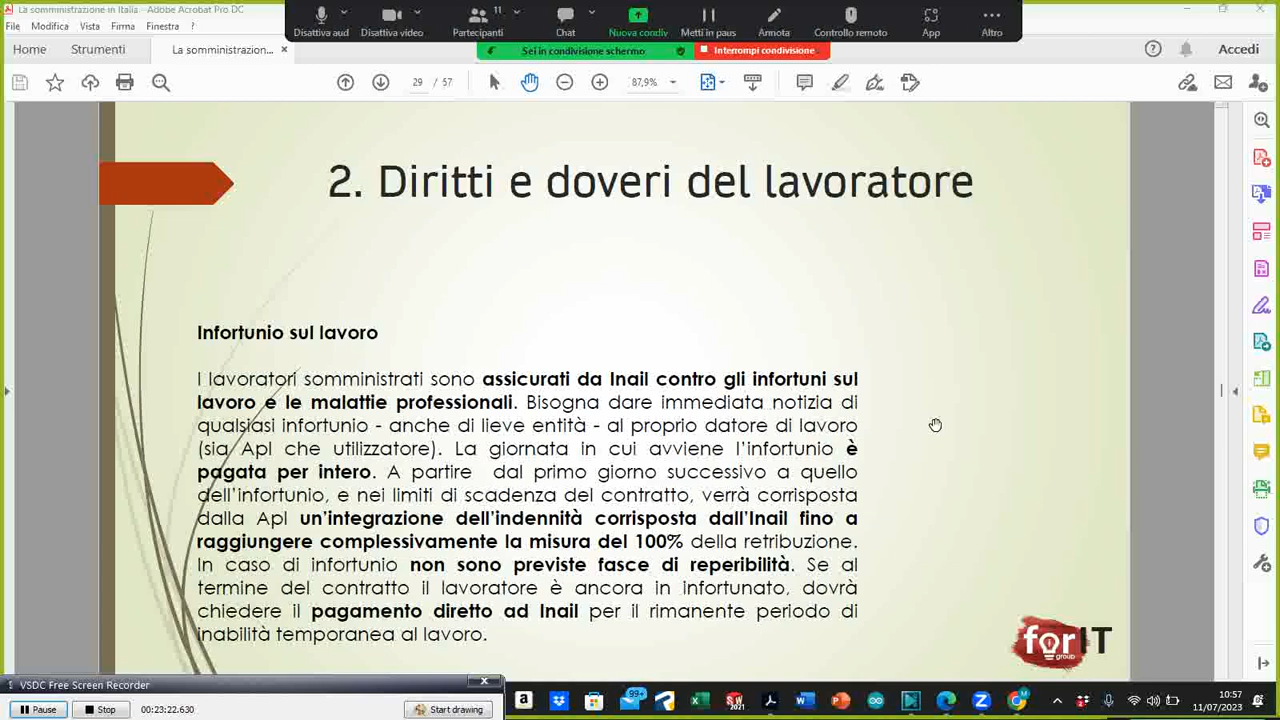 La somministrazione in Italia - Adobe Acrobat Pro DC
File Modifica Vista Firma Finestra ?
Disattiva aud
Disattiva video
11
Partecipanti
Chat
Nuova condiv
Metti in paus
Annota
Controllo remoto
App
Altro
Sei in condivisione schermo
Interrompi condivisione
Home Strumenti La somministrazion... ×
Accedi
29 / 57
87,9%
2. Diritti e doveri del lavoratore
Infortunio sul lavoro
I lavoratori somministrati sono assicurati da Inail contro gli infortuni sul
lavoro e le malattie professionali. Bisogna dare immediata notizia di
qualsiasi infortunio - anche di lieve entità - al proprio datore di lavoro
(sia Apl che utilizzatore). La giornata in cui avviene l’infortunio è
pagata per intero. A partire dal primo giorno successivo a quello
dell’infortunio, e nei limiti di scadenza del contratto, verrà corrisposta
dalla Apl un’integrazione dell’indennità corrisposta dall’Inail fino a
raggiungere complessivamente la misura del 100% della retribuzione.
In caso di infortunio non sono previste fasce di reperibilità. Se al
termine del contratto il lavoratore è ancora in infortunato, dovrà
chiedere il pagamento diretto ad Inail per il rimanente periodo di
inabilità temporanea al lavoro.
forIT
group
VSDC Free Screen Recorder
Pause Stop 00:23:22.630 Start drawing
99+
10:57
11/07/2023